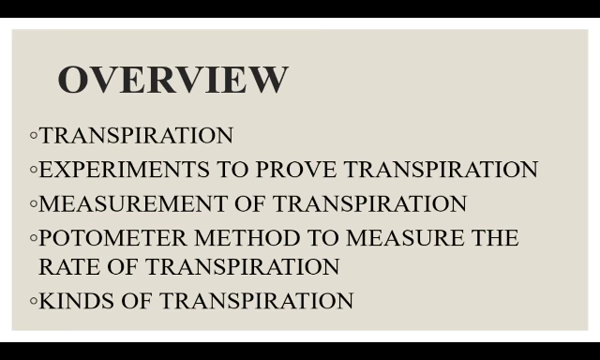 OVERVIEW
◦TRANSPIRATION
◦EXPERIMENTS TO PROVE TRANSPIRATION
◦MEASUREMENT OF TRANSPIRATION
◦POTOMETER METHOD TO MEASURE THE
RATE OF TRANSPIRATION
◦KINDS OF TRANSPIRATION